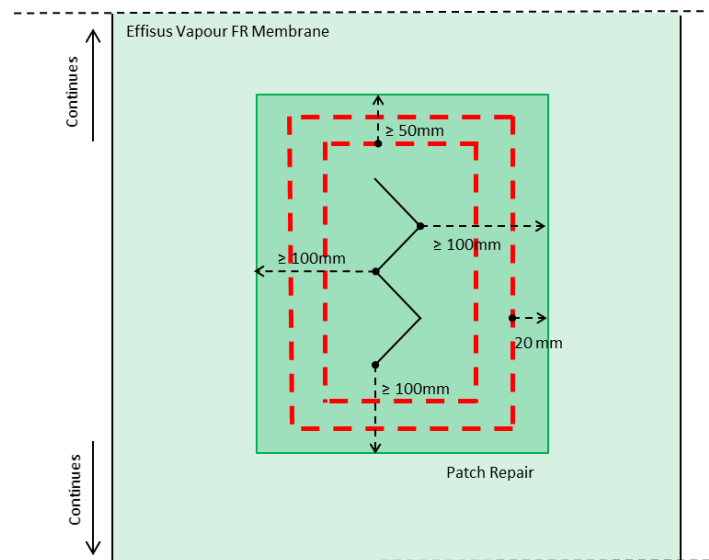 Effisus Vapour FR Membrane
Continues
≥ 50mm
≥ 100mm
≥ 100mm
20 mm
≥ 100mm
Patch Repair
Continues